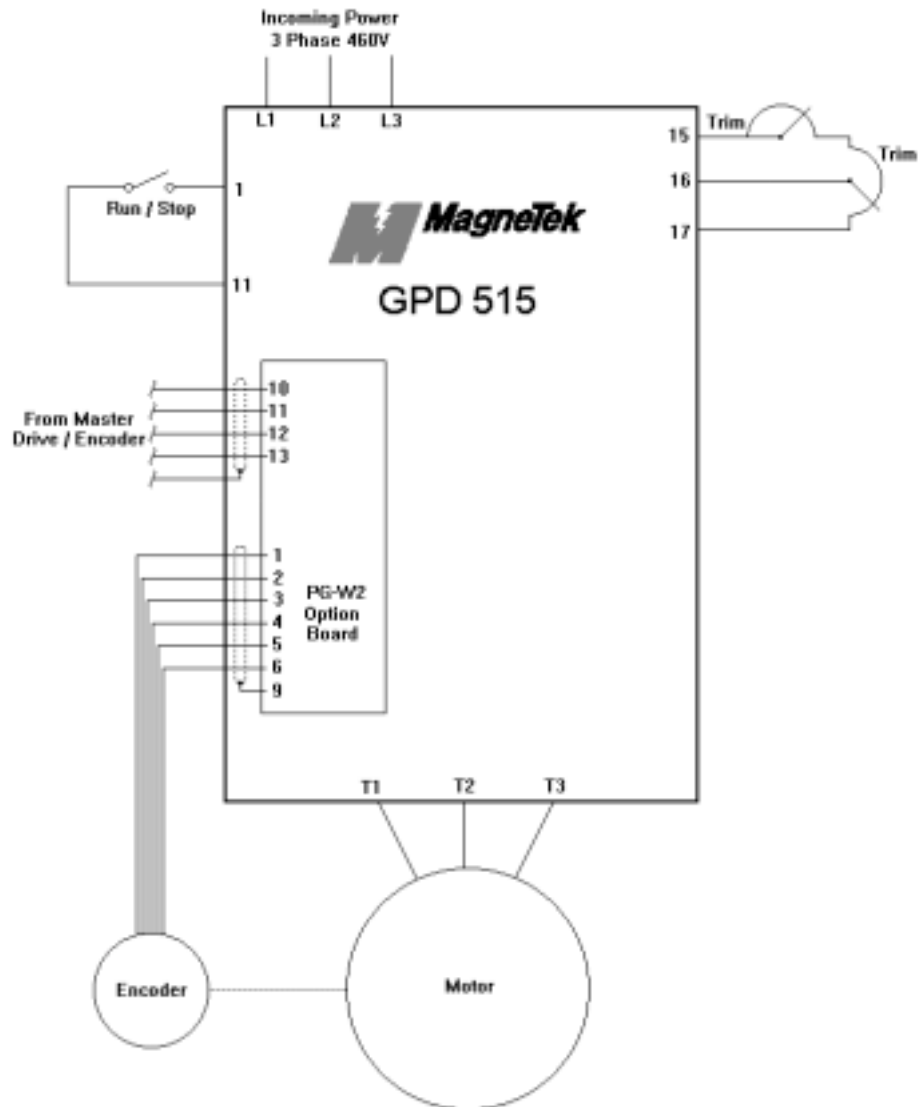 Incoming Power
3 Phase 460V
L1 L2 L3
15 Trim
Trim
16
17
1
Run / Stop
11
MagneTek
GPD 515
10
11
12
13
From Master
Drive / Encoder
1
2
3
4
5
6
9
PG-W2
Option
Board
T1 T2 T3
Encoder
Motor